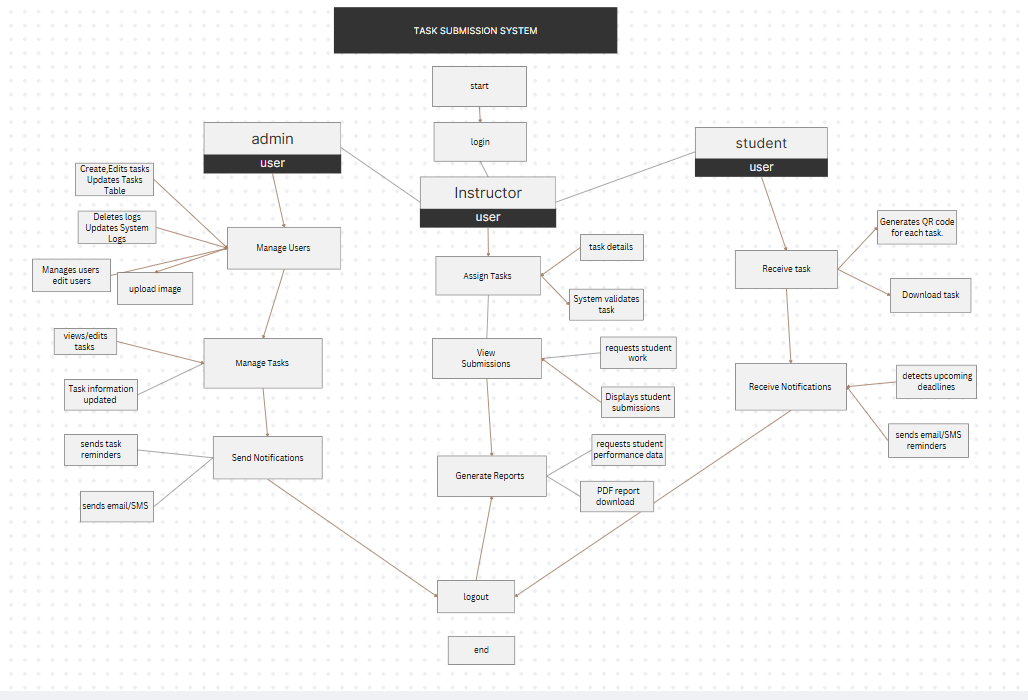 TASK SUBMISSION SYSTEM
start
login
admin
user
Instructor
user
student
user
Create,Edits tasks
Updates Tasks
Table
Deletes logs
Updates System
Logs
Manages users
edit users
upload image
Manage Users
views/edits
tasks
Task information
updated
Manage Tasks
sends task
reminders
sends email/SMS
Send Notifications
Assign Tasks
task details
System validates
task
View
Submissions
requests student
work
Displays student
submissions
Generate Reports
requests student
performance data
PDF report
download
Receive task
Generates QR code
for each task.
Download task
Receive Notifications
detects upcoming
deadlines
sends email/SMS
reminders
logout
end